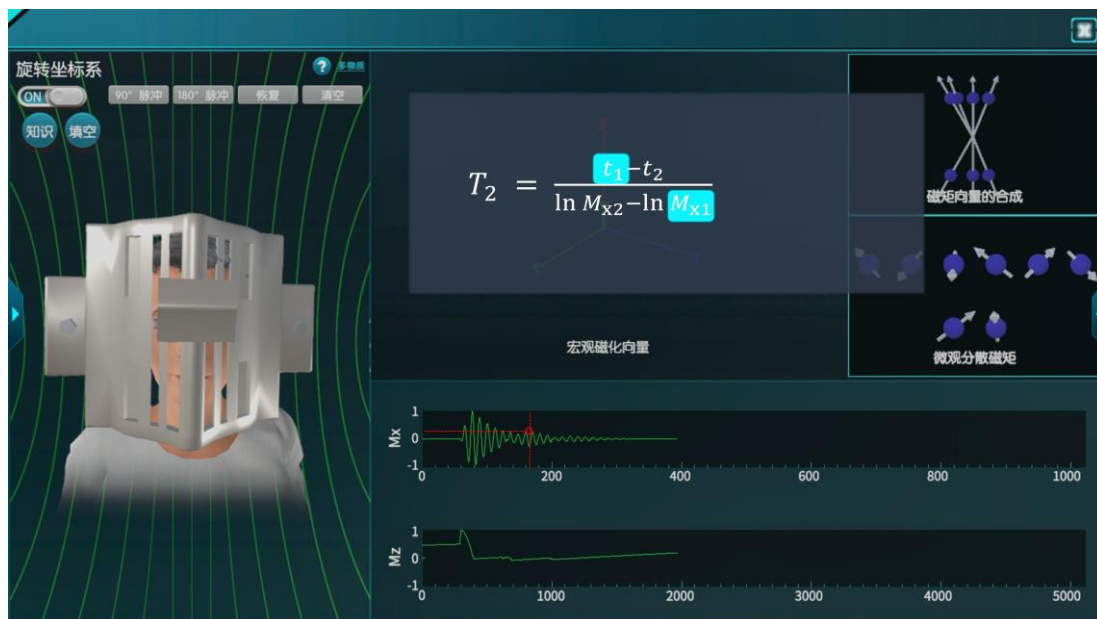 旋转坐标系
? 多物质
ON
90° 脉冲 180° 脉冲 恢复 清空
知识 填空
T₂ = (t₁−t₂)/(ln Mₓ₂−ln Mₓ₁)
磁矩向量的合成
宏观磁化向量
微观分散磁矩
Mx
1
0
-1
0 200 400 600 800 1000
Mz
1
0
-1
0 1000 2000 3000 4000 5000